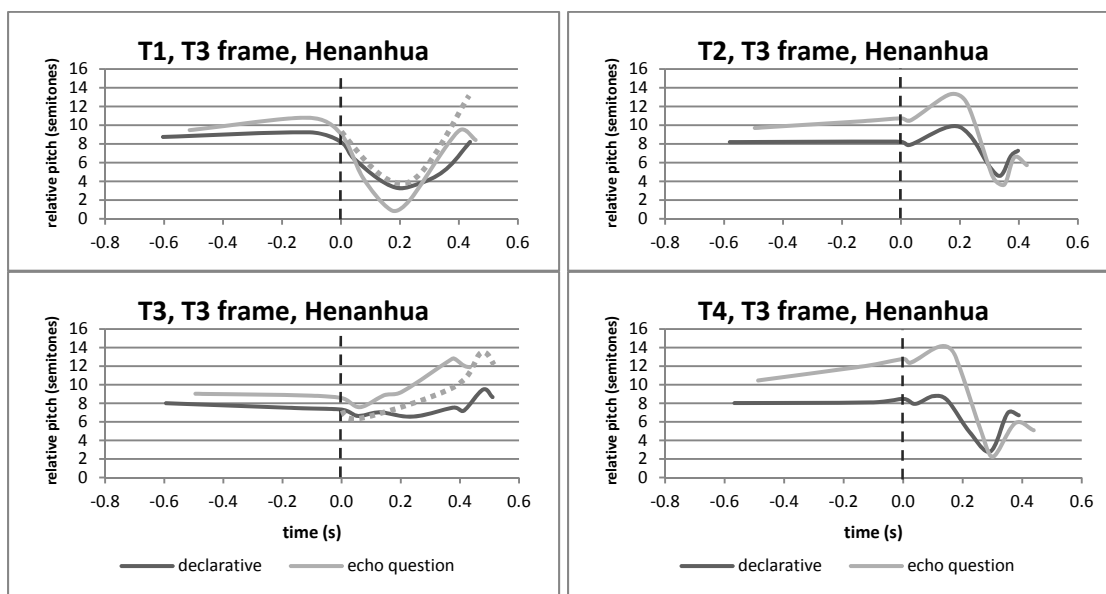 T1, T3 frame, Henanhua
relative pitch (semitones)
16
14
12
10
8
6
4
2
0
-0.8 -0.6 -0.4 -0.2 0.0 0.2 0.4 0.6
T2, T3 frame, Henanhua
relative pitch (semitones)
16
14
12
10
8
6
4
2
0
-0.8 -0.6 -0.4 -0.2 0.0 0.2 0.4 0.6
T3, T3 frame, Henanhua
relative pitch (semitones)
16
14
12
10
8
6
4
2
0
-0.8 -0.6 -0.4 -0.2 0.0 0.2 0.4 0.6
time (s)
declarative echo question
T4, T3 frame, Henanhua
relative pitch (semitones)
16
14
12
10
8
6
4
2
0
-0.8 -0.6 -0.4 -0.2 0.0 0.2 0.4 0.6
time (s)
declarative echo question